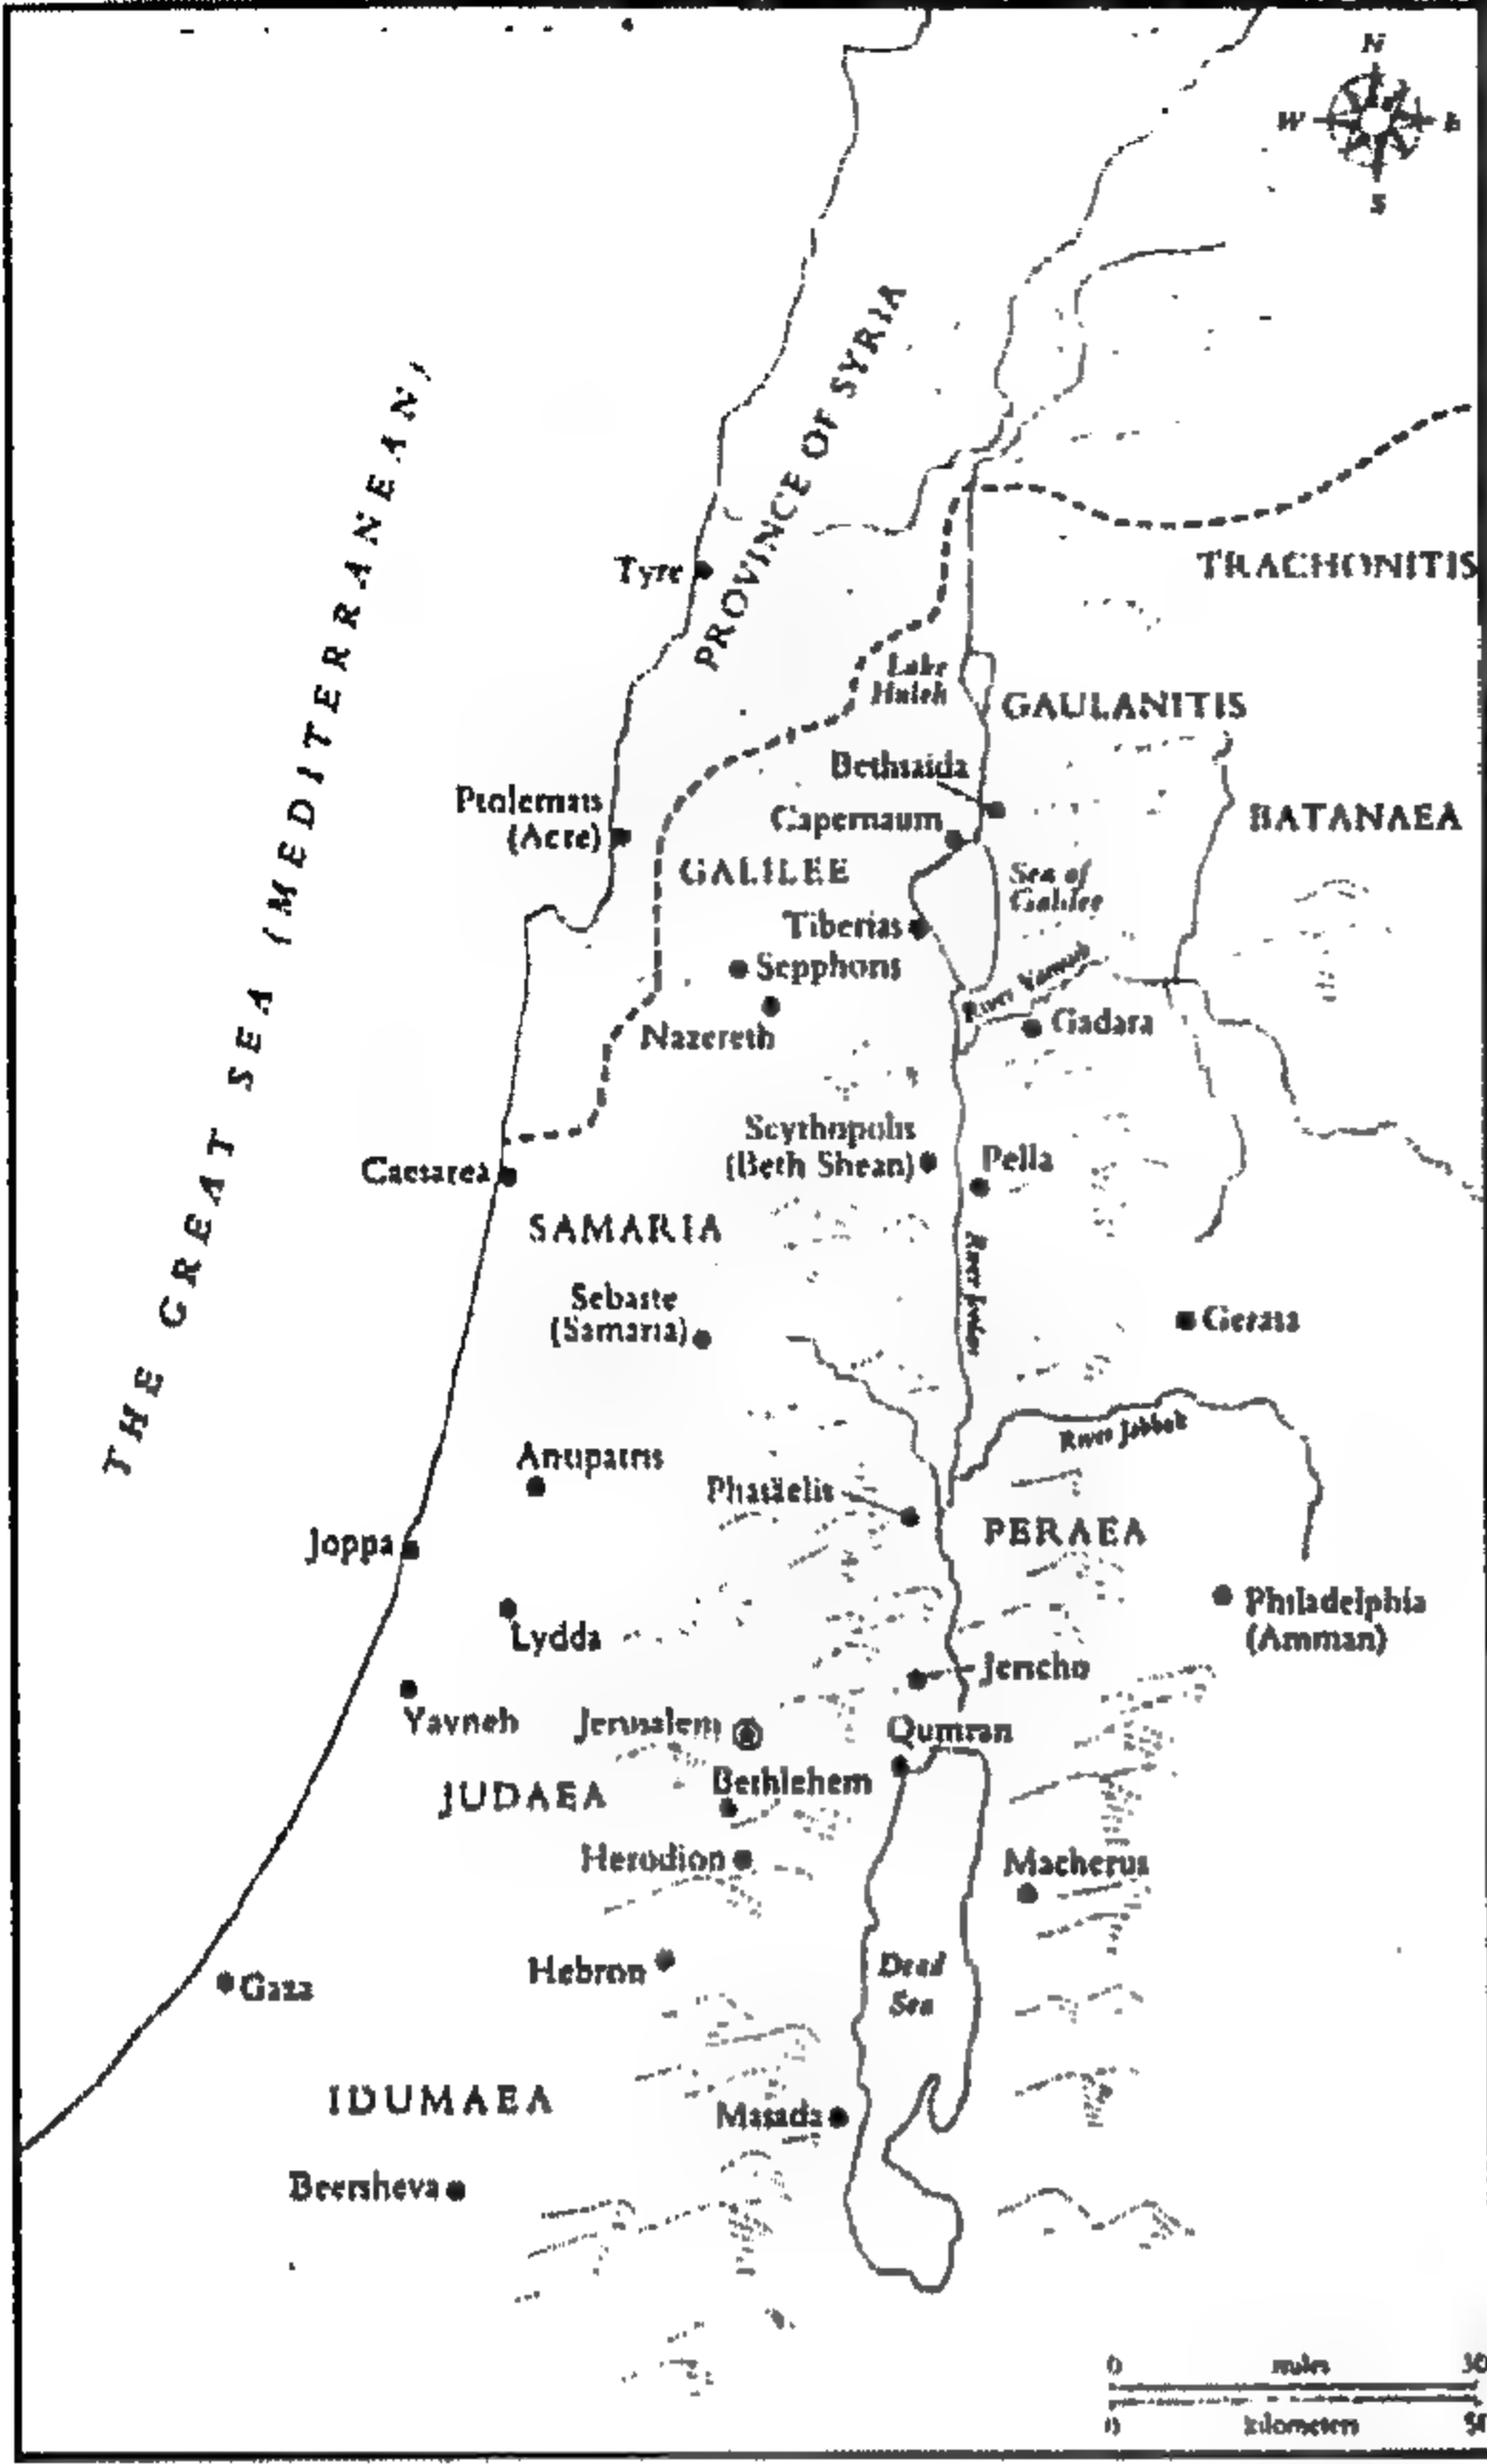 N
W
E
S
THE GREAT SEA (MEDITERRANEAN)
PROVINCE OF SYRIA
Tyre
TRACHONITIS
Lake
Huleh
GAULANITIS
Bethsaida
Ptolemais
(Acre)
Capernaum
BATANAEA
GALILEE
Sea of
Galilee
Tiberias
Sepphoris
River Yarmuk
Nazereth
Gadara
Scythopolis
(Beth Shean)
Pella
Caesarea
SAMARIA
River Jordan
Sebaste
(Samaria)
Gerasa
River Jabbok
Antipatris
Phasaelis
PERAEA
Joppa
Philadelphia
(Amman)
Lydda
Jericho
Yavneh
Jerusalem
Qumran
JUDAEA
Bethlehem
Herodion
Macherus
Hebron
Dead
Sea
Gaza
IDUMAEA
Masada
Beersheva
0 miles 30
0 kilometers 50